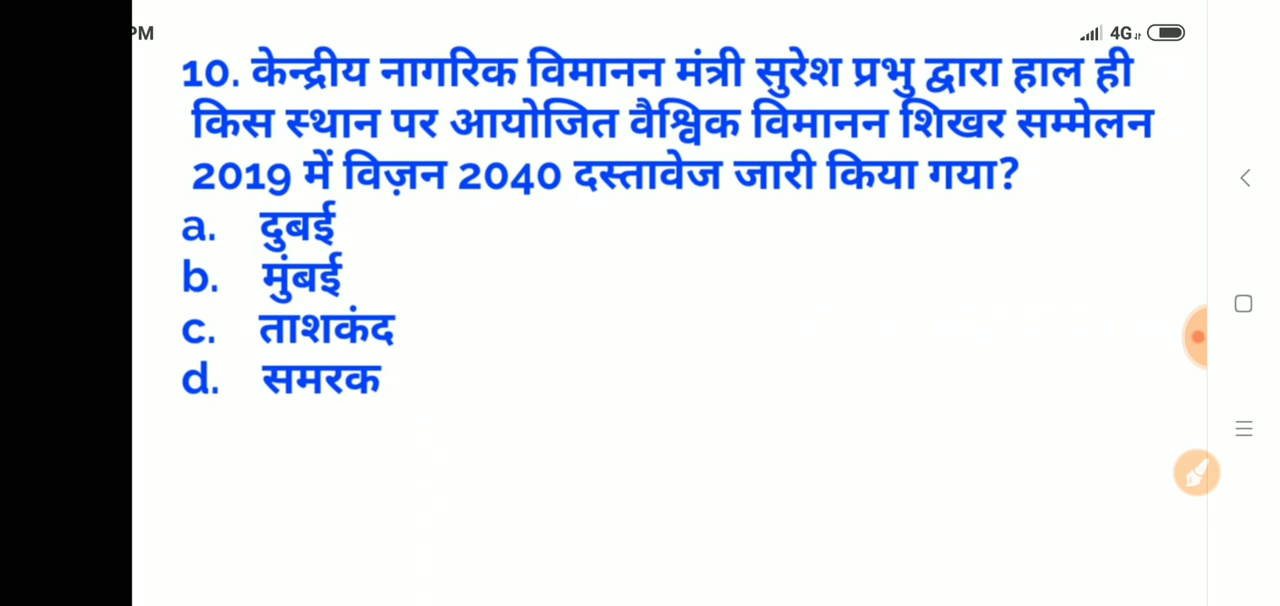 PM 4G
10. केन्द्रीय नागरिक विमानन मंत्री सुरेश प्रभु द्वारा हाल ही
किस स्थान पर आयोजित वैश्विक विमानन शिखर सम्मेलन
2019 में विज़न 2040 दस्तावेज जारी किया गया?
a. दुबई
b. मुंबई
c. ताशकंद
d. समरक